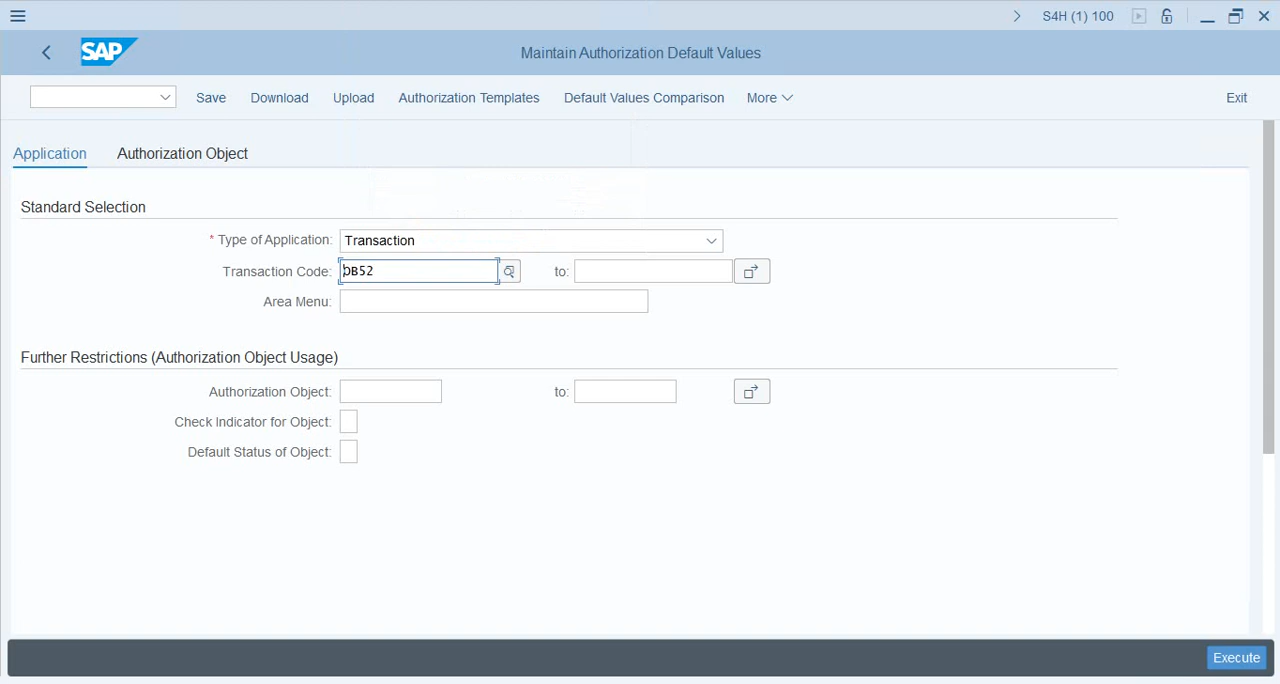 S4H (1) 100
SAP
Maintain Authorization Default Values
Save Download Upload Authorization Templates Default Values Comparison More Exit
Application Authorization Object
Standard Selection
* Type of Application: Transaction
Transaction Code: OB52 to:
Area Menu:
Further Restrictions (Authorization Object Usage)
Authorization Object: to:
Check Indicator for Object:
Default Status of Object:
Execute